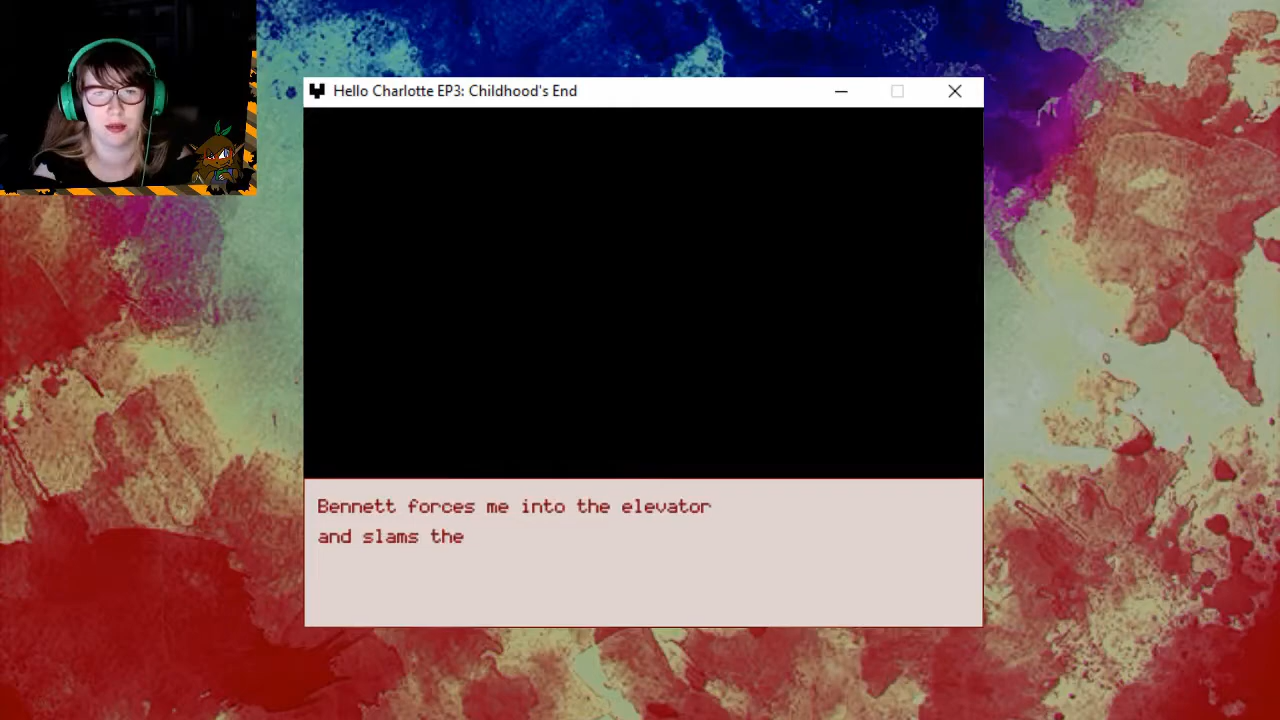 Hello Charlotte EP3: Childhood's End
Bennett forces me into the elevator
and slams the